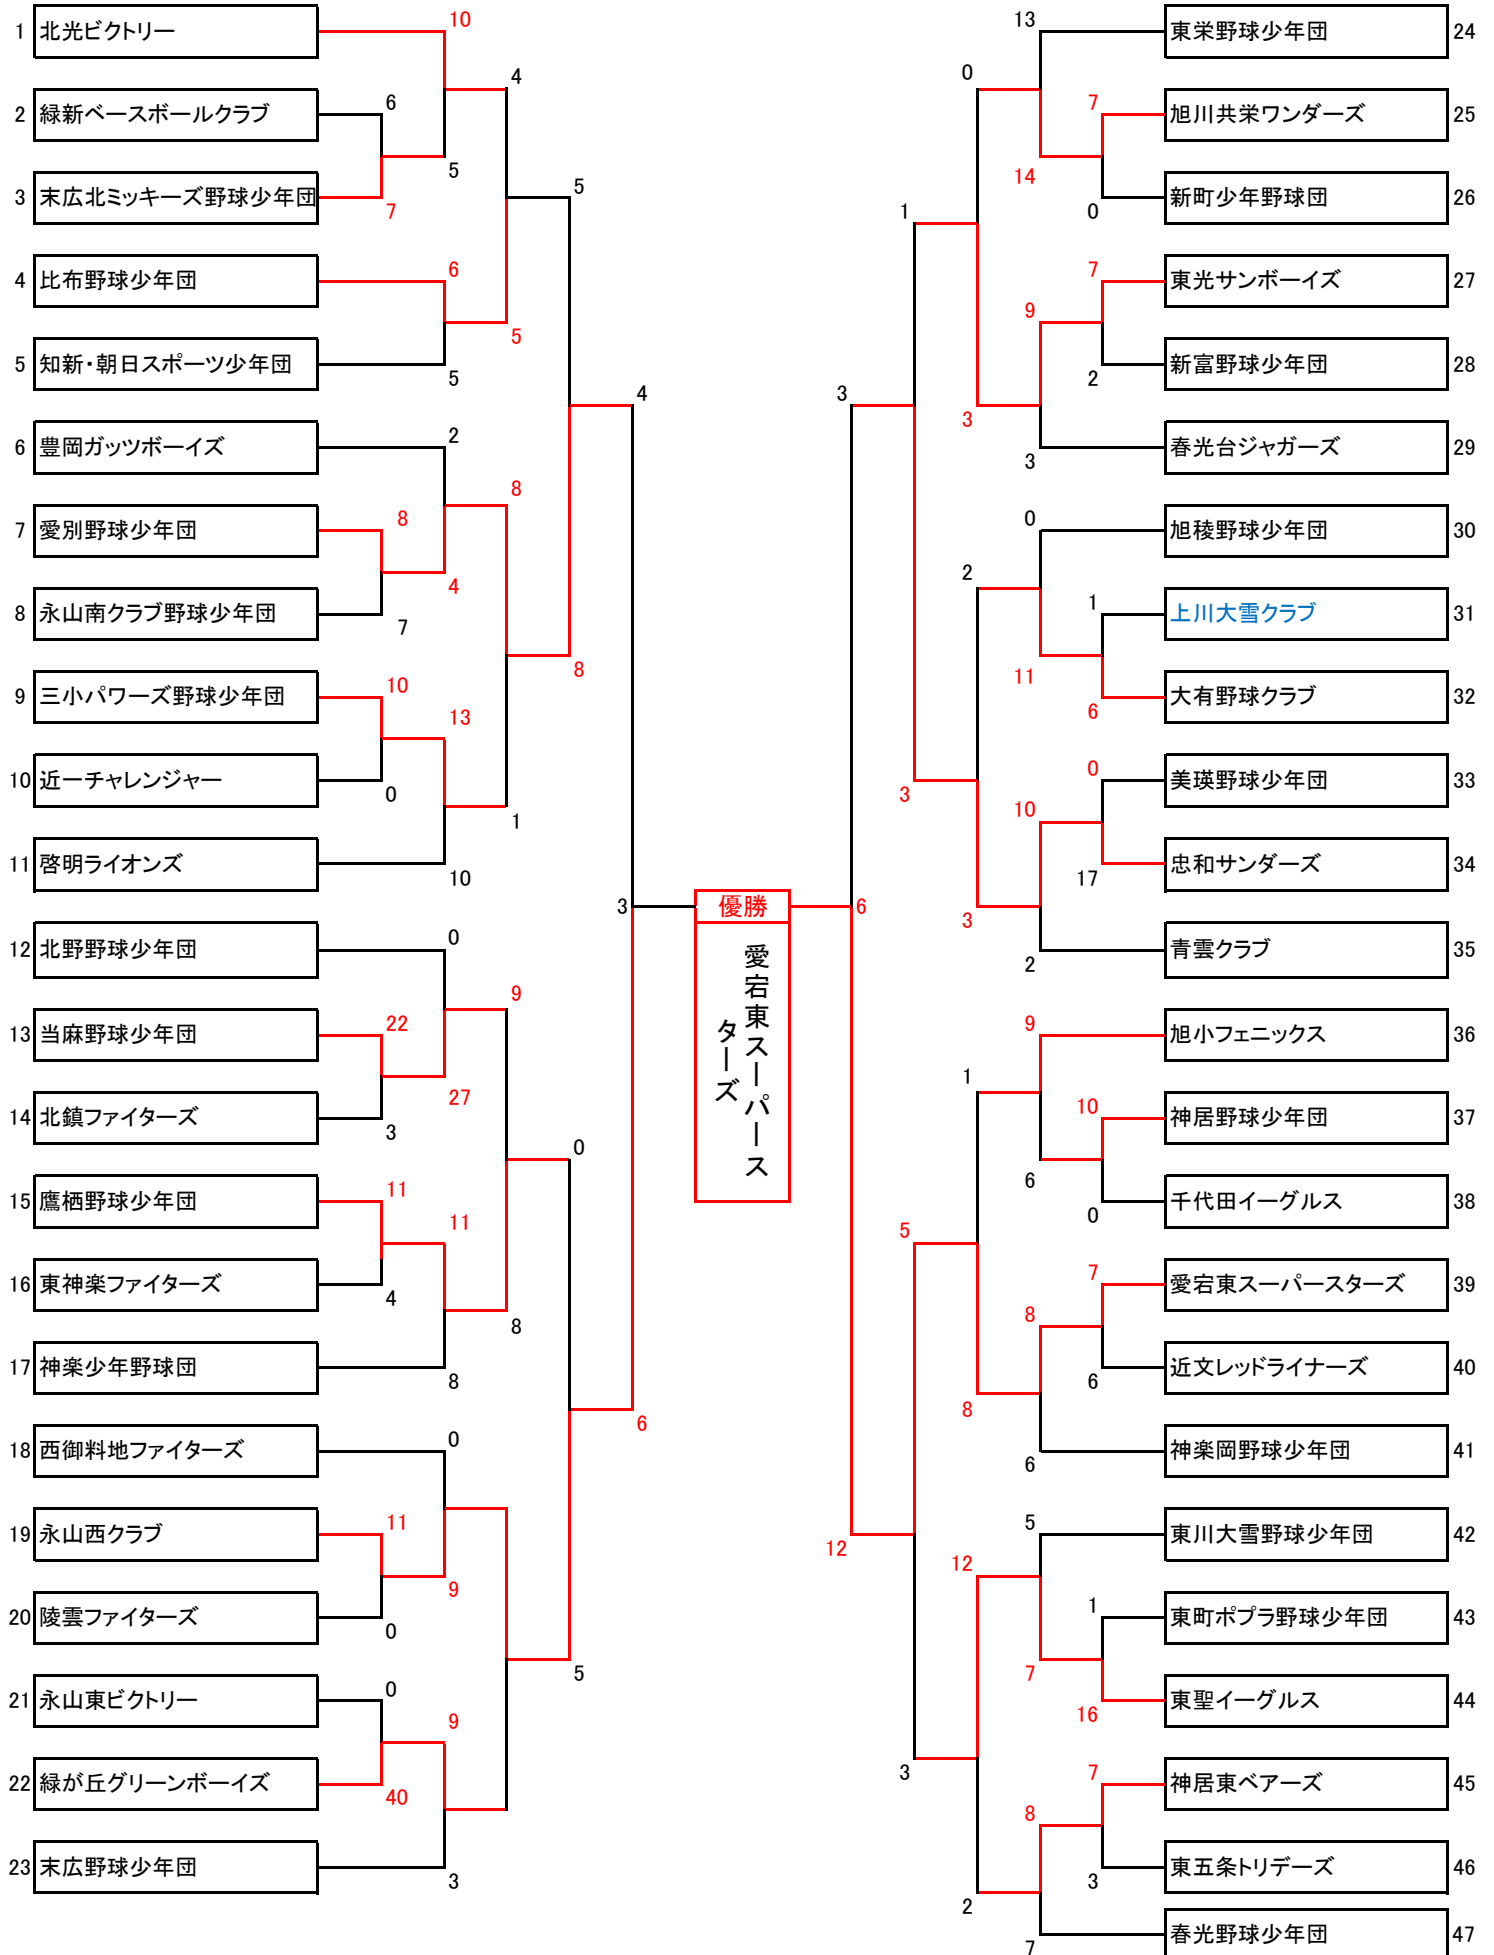 1 北光ビクトリー
10
4
2 緑新ベースボールクラブ
6
5
3 末広北ミッキーズ野球少年団
7
5
4 比布野球少年団
6
5
5 知新・朝日スポーツ少年団
5
4
6 豊岡ガッツボーイズ
2
8
7 愛別野球少年団
8
4
8 永山南クラブ野球少年団
7
8
9 三小パワーズ野球少年団
10
13
10 近一チャレンジャー
0
1
11 啓明ライオンズ
10
3
12 北野野球少年団
0
9
13 当麻野球少年団
22
27
14 北鎮ファイターズ
3
0
15 鷹栖野球少年団
11
11
16 東神楽ファイターズ
4
8
17 神楽少年野球団
8
6
18 西御料地ファイターズ
0
19 永山西クラブ
11
9
20 陵雲ファイターズ
0
5
21 永山東ビクトリー
0
9
22 緑が丘グリーンボーイズ
40
23 末広野球少年団
3
優勝
愛宕東スーパース
ターズ
13
東栄野球少年団 24
0
7
旭川共栄ワンダーズ 25
14
新町少年野球団 26
0
1
7
東光サンボーイズ 27
9
新富野球少年団 28
2
3
3
春光台ジャガーズ 29
3
0
旭稜野球少年団 30
2
1
上川大雪クラブ 31
11
大有野球クラブ 32
6
0
美瑛野球少年団 33
3
10
忠和サンダーズ 34
17
6
3
青雲クラブ 35
2
9
旭小フェニックス 36
1
10
神居野球少年団 37
6
千代田イーグルス 38
0
5
7
愛宕東スーパースターズ 39
8
近文レッドライナーズ 40
6
8
神楽岡野球少年団 41
6
5
東川大雪野球少年団 42
12
12
1
東町ポプラ野球少年団 43
7
東聖イーグルス 44
16
3
7
神居東ベアーズ 45
8
東五条トリデーズ 46
3
2
春光野球少年団 47
7